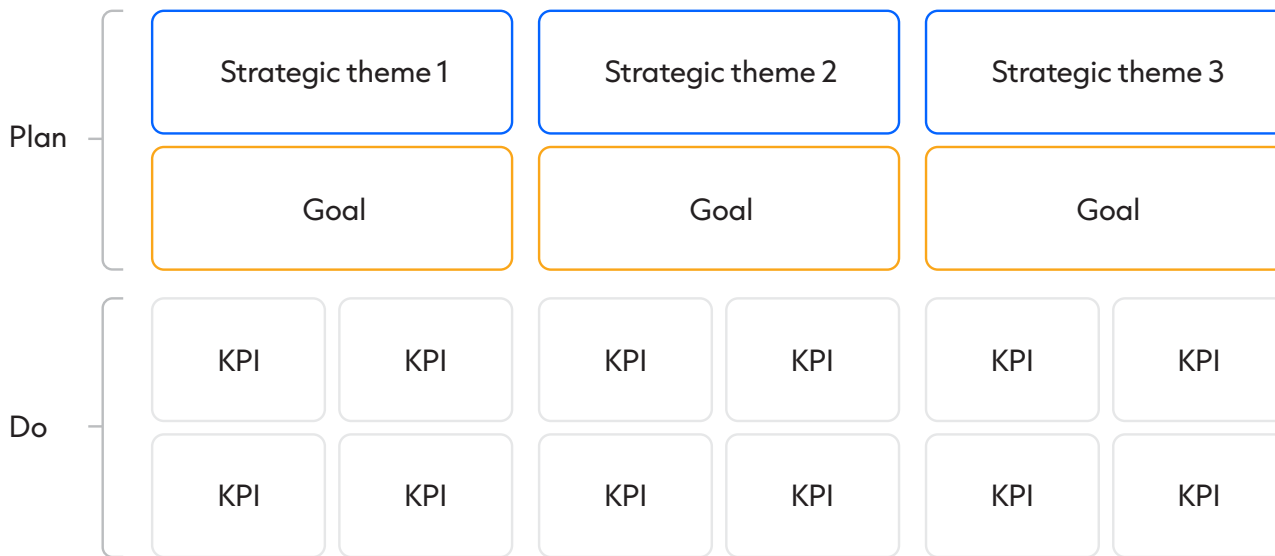 Strategic theme 1
Strategic theme 2
Strategic theme 3
Plan
Goal
Goal
Goal
KPI
KPI
KPI
KPI
KPI
KPI
Do
KPI
KPI
KPI
KPI
KPI
KPI